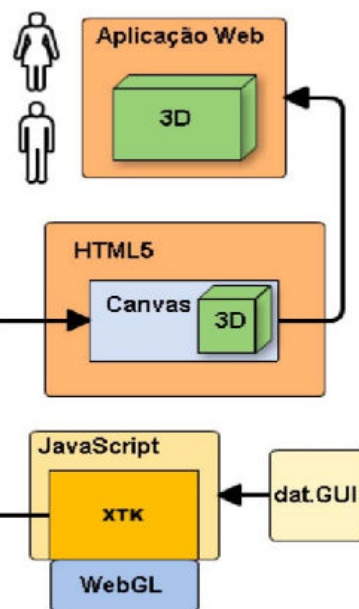 Aplicação Web
3D
HTML5
Canvas
3D
JavaScript
XTK
dat.GUI
WebGL